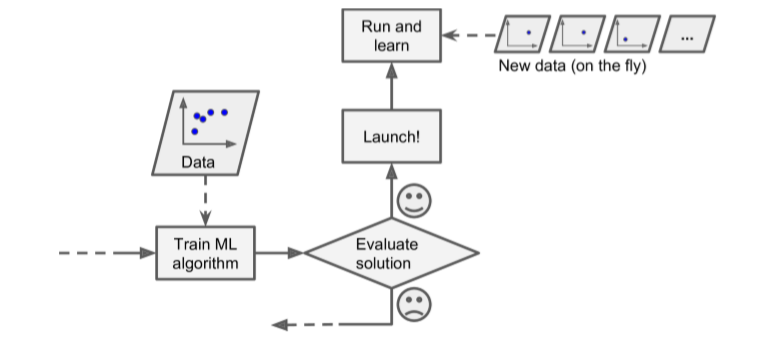 Run and
learn
...
New data (on the fly)
Launch!
Data
Train ML
algorithm
Evaluate
solution